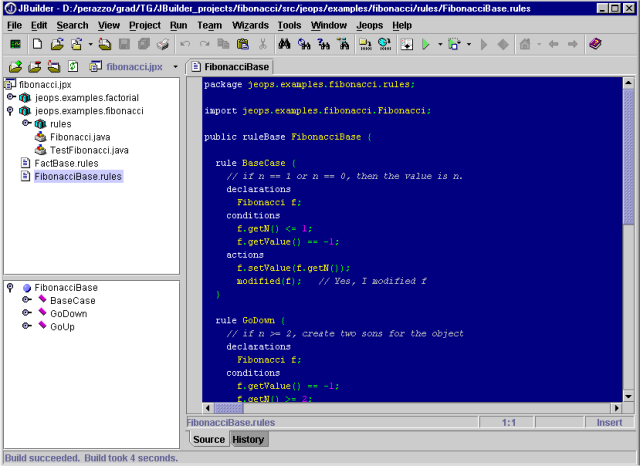 JBuilder - D:/perazzo/grad/TG/JBuilder_projects/fibonacci/src/jeops/examples/fibonacci/rules/FibonacciBase.rules
File Edit Search View Project Run Team Wizards Tools Window Jeops Help
fibonacci.jpx
FibonacciBase
fibonacci.jpx
jeops.examples.factorial
jeops.examples.fibonacci
rules
Fibonacci.java
TestFibonacci.java
FactBase.rules
FibonacciBase.rules
FibonacciBase
BaseCase
GoDown
GoUp
package jeops.examples.fibonacci.rules;
import jeops.examples.fibonacci.Fibonacci;
public ruleBase FibonacciBase {
rule BaseCase {
// if n == 1 or n == 0, then the value is n.
declarations
Fibonacci f;
conditions
f.getN() <= 1;
f.getValue() == -1;
actions
f.setValue(f.getN());
modified(f); // Yes, I modified f
}
rule GoDown {
// if n >= 2, create two sons for the object
declarations
Fibonacci f;
conditions
f.getValue() == -1;
f.getN() >= 2;
FibonacciBase.rules 1:1 Insert
Source History
Build succeeded. Build took 4 seconds.